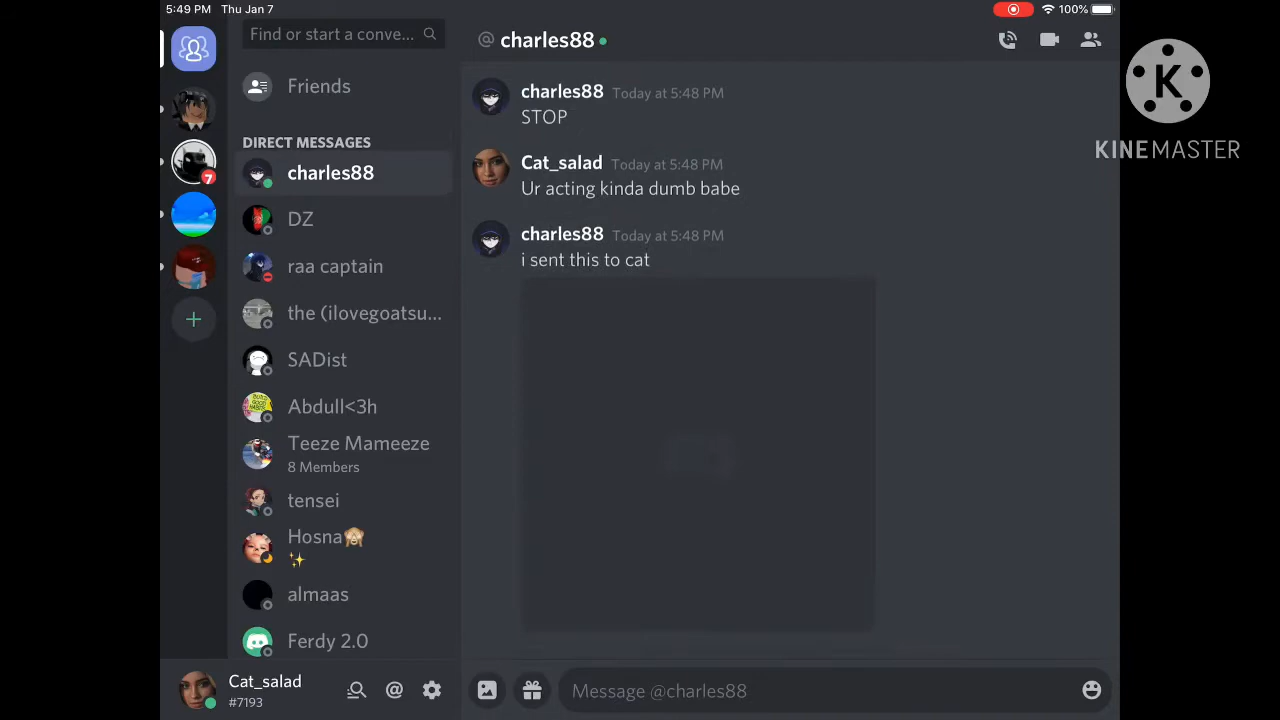 5:49 PM Thu Jan 7
100%
Find or start a conve...
Friends
DIRECT MESSAGES
charles88
DZ
raa captain
the (ilovegoatsu...
SADist
Abdull<3h
Teeze Mameeze
8 Members
tensei
Hosna🙈
✨
almaas
Ferdy 2.0
Cat_salad
#7193
7
@ charles88
charles88 Today at 5:48 PM
STOP
Cat_salad Today at 5:48 PM
Ur acting kinda dumb babe
charles88 Today at 5:48 PM
i sent this to cat
Message @charles88
K
KINEMASTER